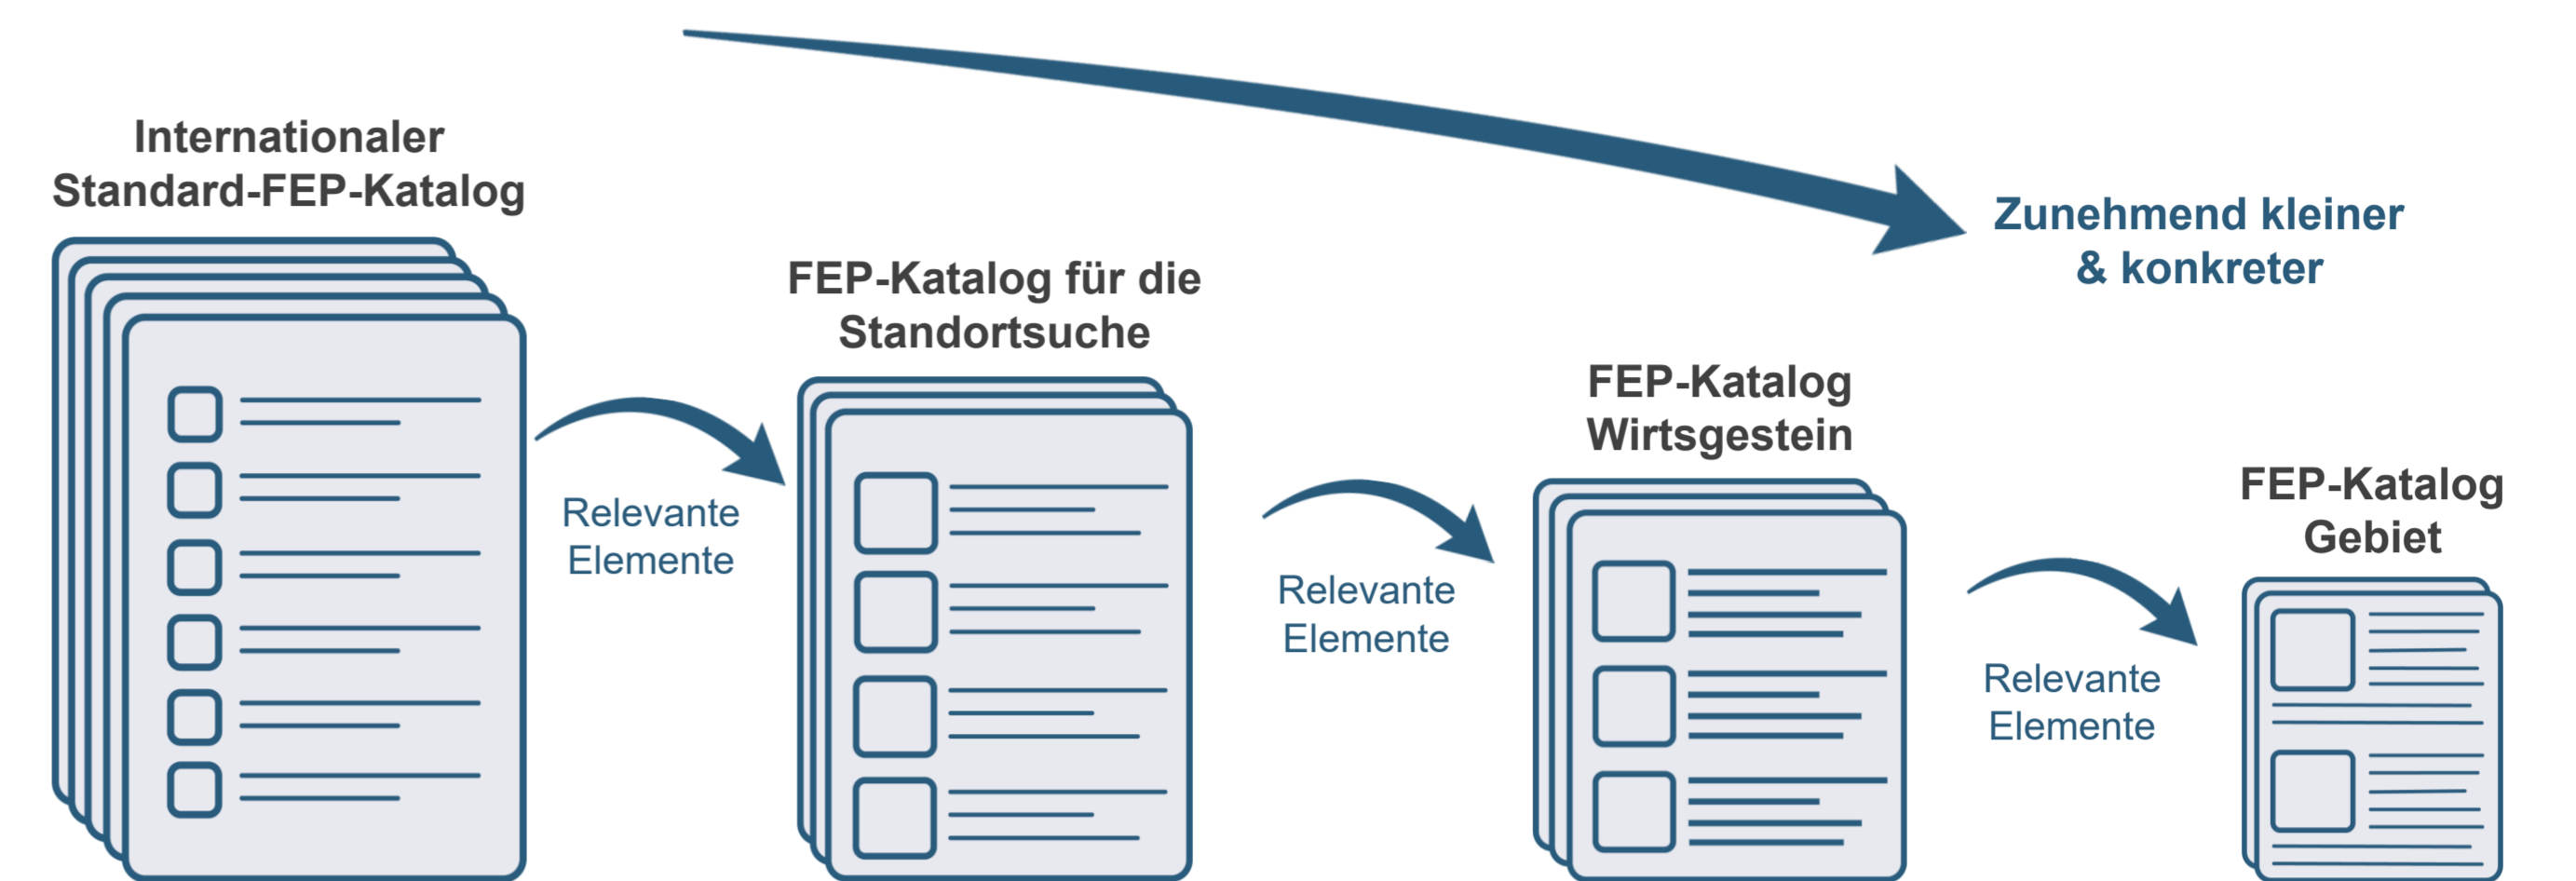 Internationaler
Standard-FEP-Katalog
Relevante
Elemente
FEP-Katalog für die
Standortsuche
Relevante
Elemente
FEP-Katalog
Wirtsgestein
Relevante
Elemente
FEP-Katalog
Gebiet
Zunehmend kleiner
& konkreter